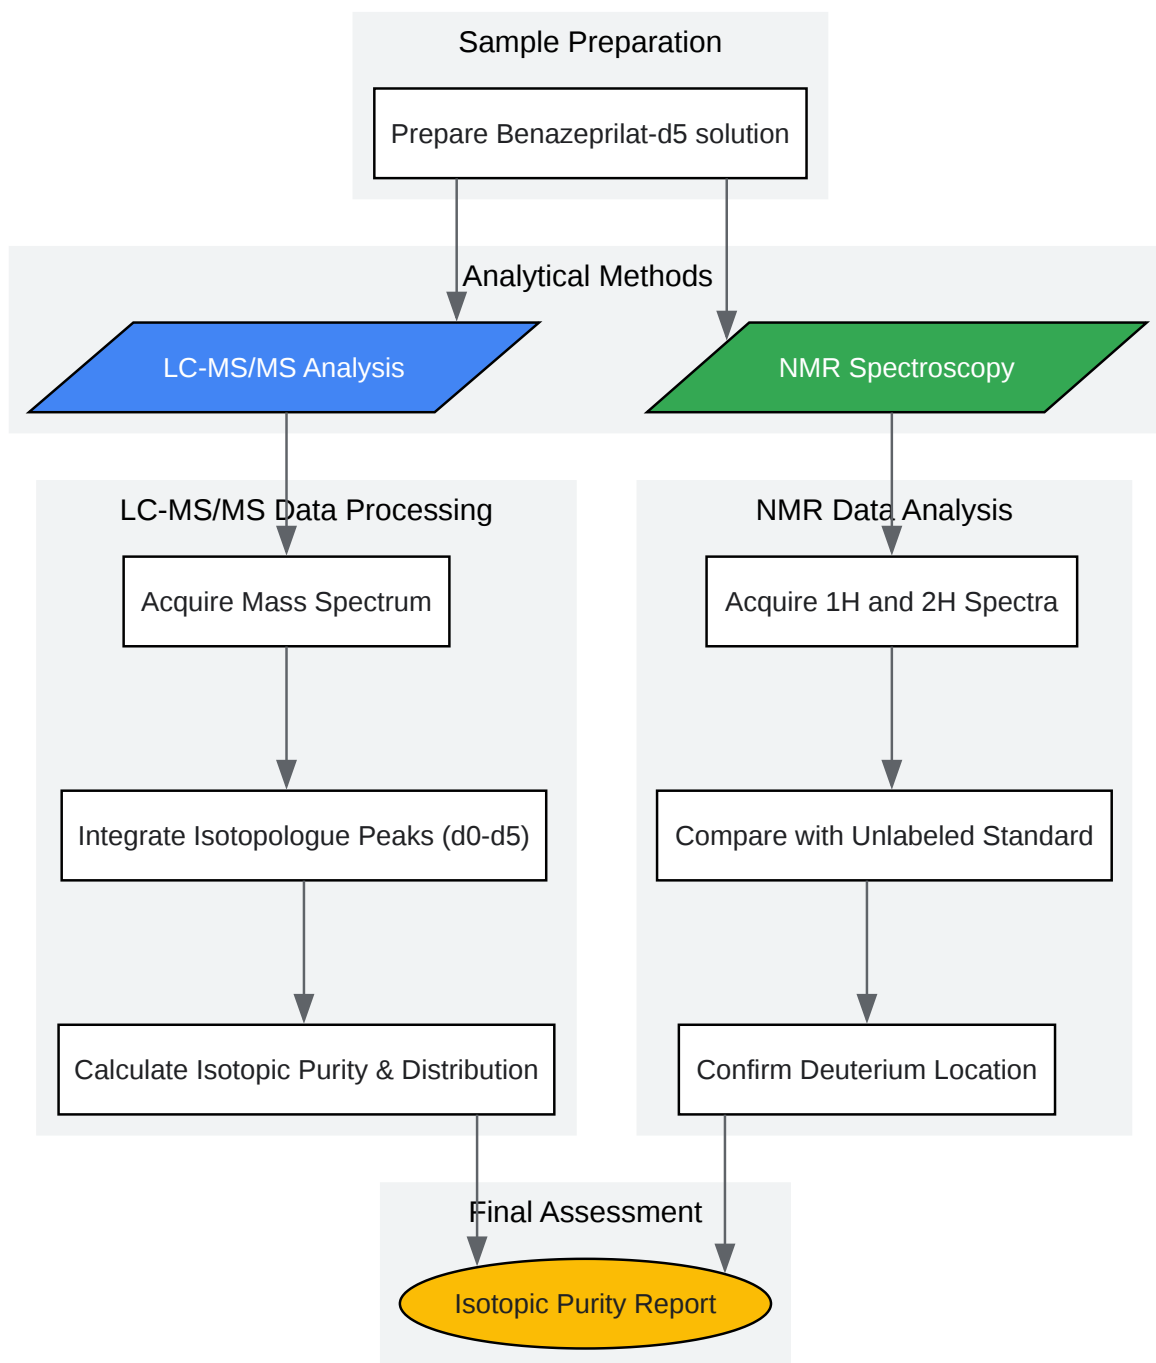 Sample Preparation
Prepare Benazeprilat-d5 solution
Analytical Methods
LC-MS/MS Analysis
NMR Spectroscopy
LC-MS/MS Data Processing
NMR Data Analysis
Acquire Mass Spectrum
Acquire 1H and 2H Spectra
Integrate Isotopologue Peaks (d0-d5)
Compare with Unlabeled Standard
Calculate Isotopic Purity & Distribution
Confirm Deuterium Location
Final Assessment
Isotopic Purity Report